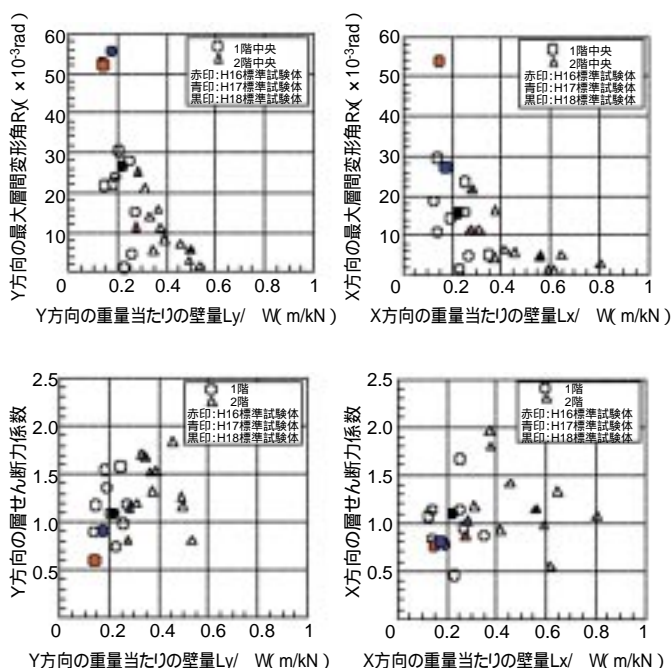 Y方向の最大層間変形角Ry( ×10⁻³rad)
60
50
40
30
20
10
0
0.2
0.4
0.6
0.8
1
1階中央
2階中央
赤印:H16標準試験体
青印:H17標準試験体
黒印:H18標準試験体
Y方向の重量当たりの壁量Ly/ W( m/kN )
X方向の最大層間変形角Rx( ×10⁻³rad)
60
50
40
30
20
10
0
0.2
0.4
0.6
0.8
1
1階中央
2階中央
赤印:H16標準試験体
青印:H17標準試験体
黒印:H18標準試験体
X方向の重量当たりの壁量Lx/ W( m/kN )
Y方向の層せん断力係数
2.5
2.0
1.5
1.0
0.5
0
0.2
0.4
0.6
0.8
1
1階
2階
赤印:H16標準試験体
青印:H17標準試験体
黒印:H18標準試験体
Y方向の重量当たりの壁量Ly/ W( m/kN )
X方向の層せん断力係数
2.5
2.0
1.5
1.0
0.5
0
0.2
0.4
0.6
0.8
1
1階
2階
赤印:H16標準試験体
青印:H17標準試験体
黒印:H18標準試験体
X方向の重量当たりの壁量Lx/ W( m/kN )